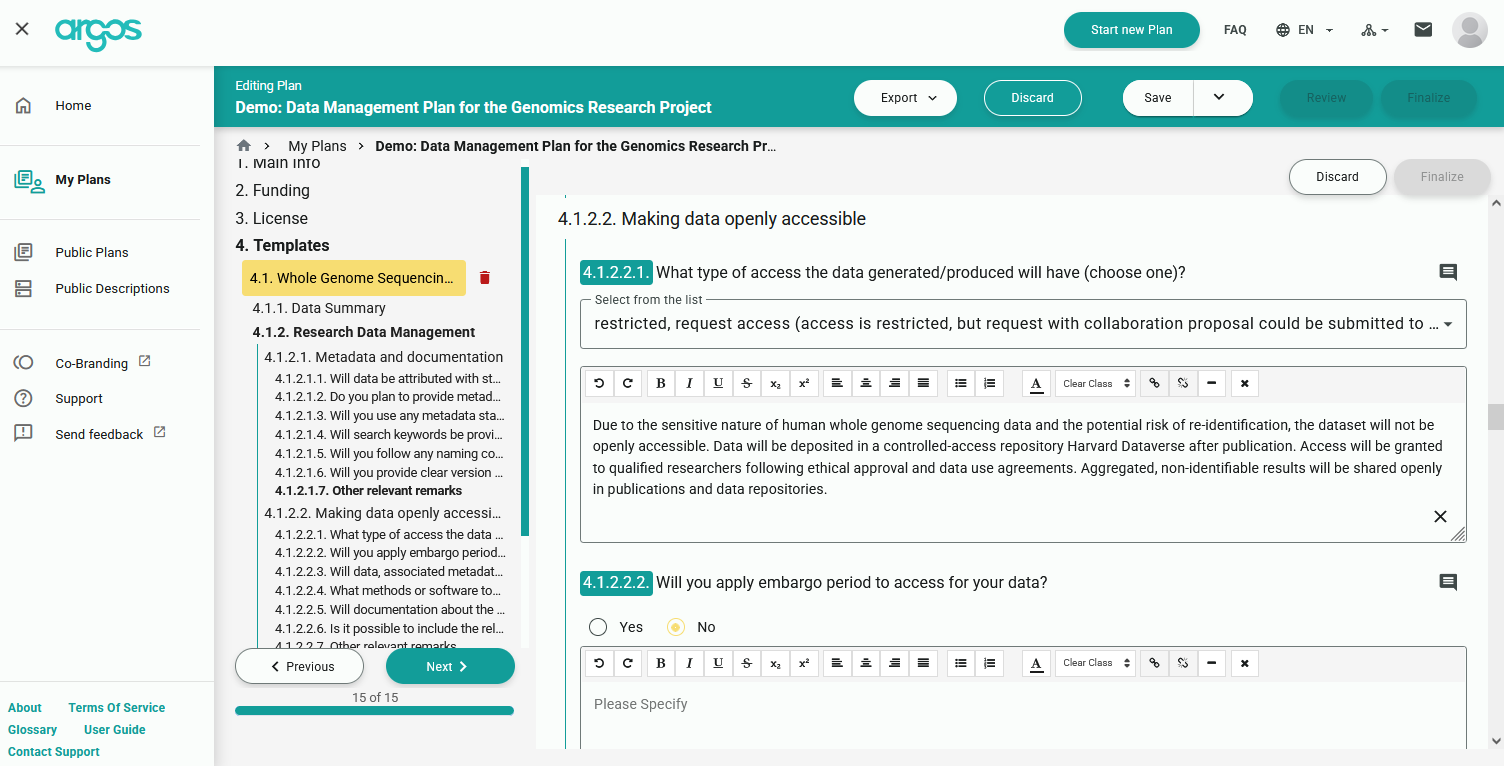 argos
Start new Plan
FAQ
EN
Editing Plan
Demo: Data Management Plan for the Genomics Research Project
Export
Discard
Save
Review
Finalize
Home
My Plans
Public Plans
Public Descriptions
Co-Branding
Support
Send feedback
About
Terms Of Service
Glossary
User Guide
Contact Support
My Plans
Demo: Data Management Plan for the Genomics Research Pr...
1. Main Info
2. Funding
3. License
4. Templates
4.1. Whole Genome Sequencin...
4.1.1. Data Summary
4.1.2. Research Data Management
4.1.2.1. Metadata and documentation
4.1.2.1.1. Will data be attributed with st...
4.1.2.1.2. Do you plan to provide metad...
4.1.2.1.3. Will you use any metadata sta...
4.1.2.1.4. Will search keywords be provi...
4.1.2.1.5. Will you follow any naming co...
4.1.2.1.6. Will you provide clear version ...
4.1.2.1.7. Other relevant remarks
4.1.2.2. Making data openly accessi...
4.1.2.2.1. What type of access the data ...
4.1.2.2.2. Will you apply embargo period...
4.1.2.2.3. Will data, associated metadat...
4.1.2.2.4. What methods or software to...
4.1.2.2.5. Will documentation about the ...
4.1.2.2.6. Is it possible to include the rel...
4.1.2.2.7. Other relevant remarks
Previous
Next
15 of 15
Discard
Finalize
4.1.2.2. Making data openly accessible
4.1.2.2.1. What type of access the data generated/produced will have (choose one)?
Select from the list
restricted, request access (access is restricted, but request with collaboration proposal could be submitted to ...
B I U S x₂ x² A Clear Class
Due to the sensitive nature of human whole genome sequencing data and the potential risk of re-identification, the dataset will not be
openly accessible. Data will be deposited in a controlled-access repository Harvard Dataverse after publication. Access will be granted
to qualified researchers following ethical approval and data use agreements. Aggregated, non-identifiable results will be shared openly
in publications and data repositories.
4.1.2.2.2. Will you apply embargo period to access for your data?
Yes
No
B I U S x₂ x² A Clear Class
Please Specify